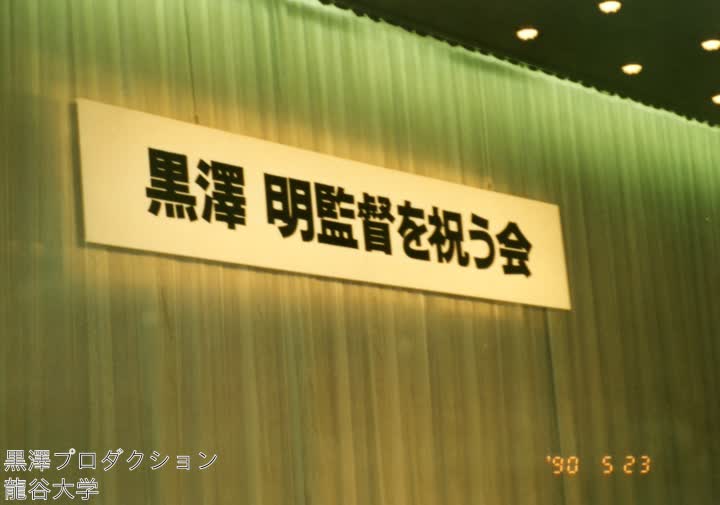 黒澤 明監督を祝う会
'90 5 23
黒澤プロダクション
龍谷大学